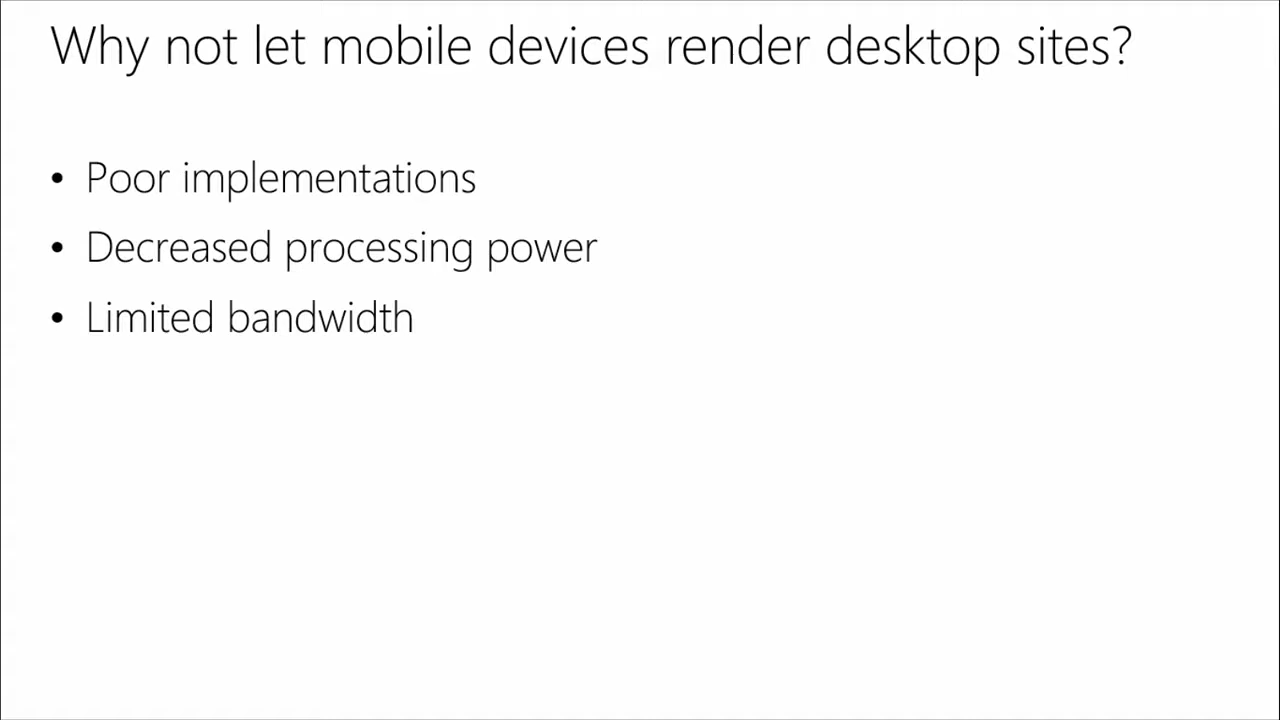 Why not let mobile devices render desktop sites?
• Poor implementations
• Decreased processing power
• Limited bandwidth